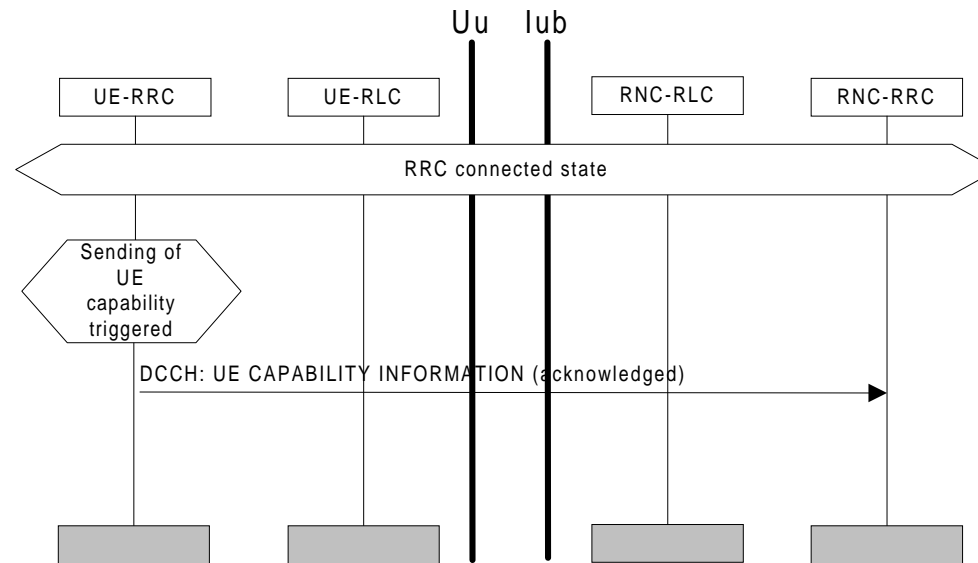 Uu Iub
UE-RRC UE-RLC RNC-RLC RNC-RRC
RRC connected state
Sending of
UE
capability
triggered
DCCH: UE CAPABILITY INFORMATION (acknowledged)